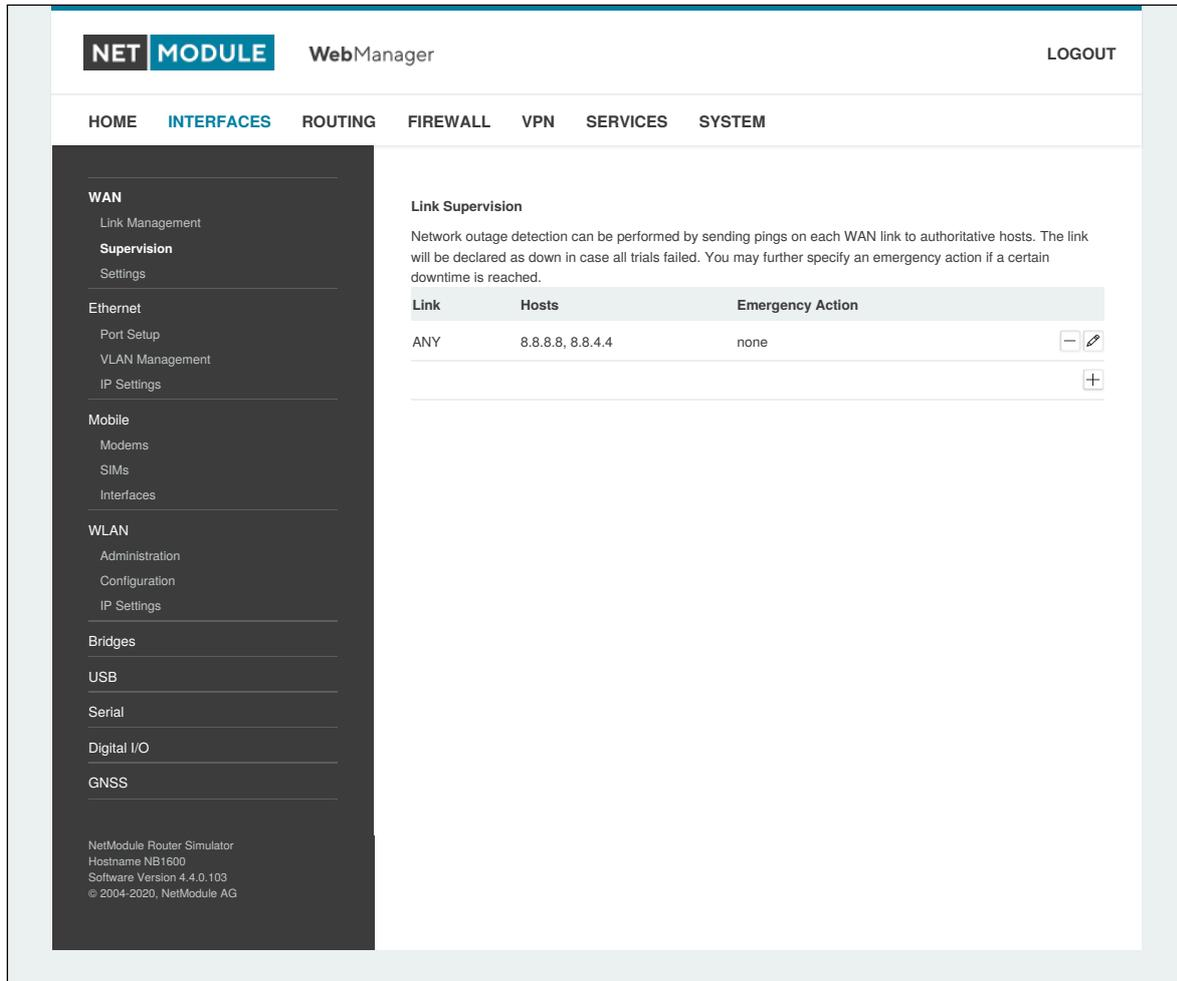 NET MODULE WebManager LOGOUT
HOME INTERFACES ROUTING FIREWALL VPN SERVICES SYSTEM
WAN
Link Management
Supervision
Settings
Ethernet
Port Setup
VLAN Management
IP Settings
Mobile
Modems
SIMs
Interfaces
WLAN
Administration
Configuration
IP Settings
Bridges
USB
Serial
Digital I/O
GNSS
NetModule Router Simulator
Hostname NB1600
Software Version 4.4.0.103
© 2004-2020, NetModule AG
Link Supervision
Network outage detection can be performed by sending pings on each WAN link to authoritative hosts. The link
will be declared as down in case all trials failed. You may further specify an emergency action if a certain
downtime is reached.
Link Hosts Emergency Action
ANY 8.8.8.8, 8.8.4.4 none